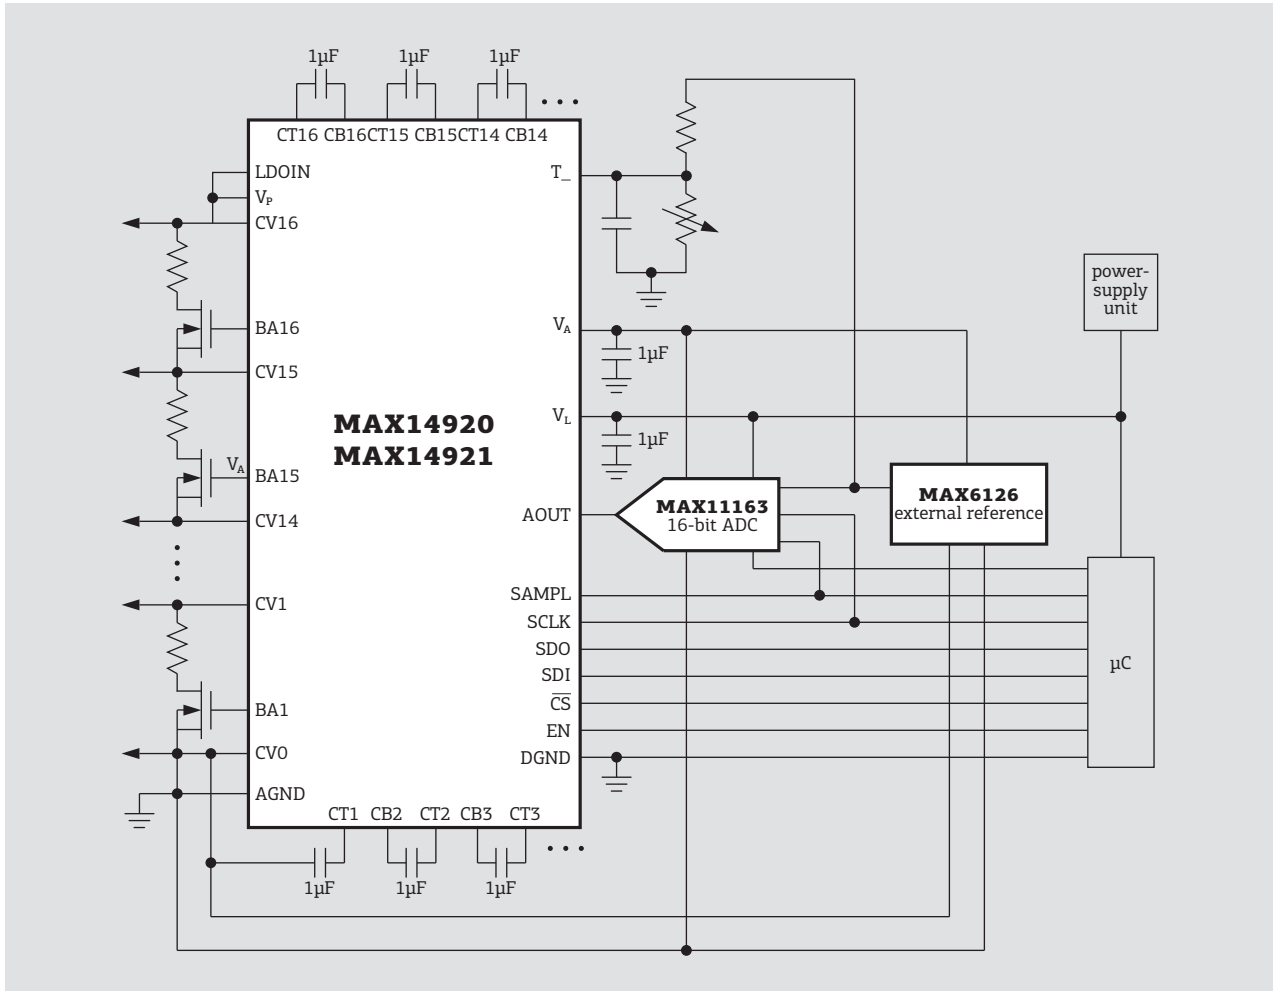 1µF 1µF 1µF
CT16 CB16 CT15 CB15 CT14 CB14
LDOIN
VP
CV16
BA16
CV15
VA
BA15
CV14
CV1
BA1
CV0
AGND
MAX14920
MAX14921
T_
VA
1µF
VL
1µF
AOUT
SAMPL
SCLK
SDO
SDI
CS
EN
DGND
MAX11163
16-bit ADC
MAX6126
external reference
power-
supply
unit
µC
CT1 CB2 CT2 CB3 CT3
1µF 1µF 1µF